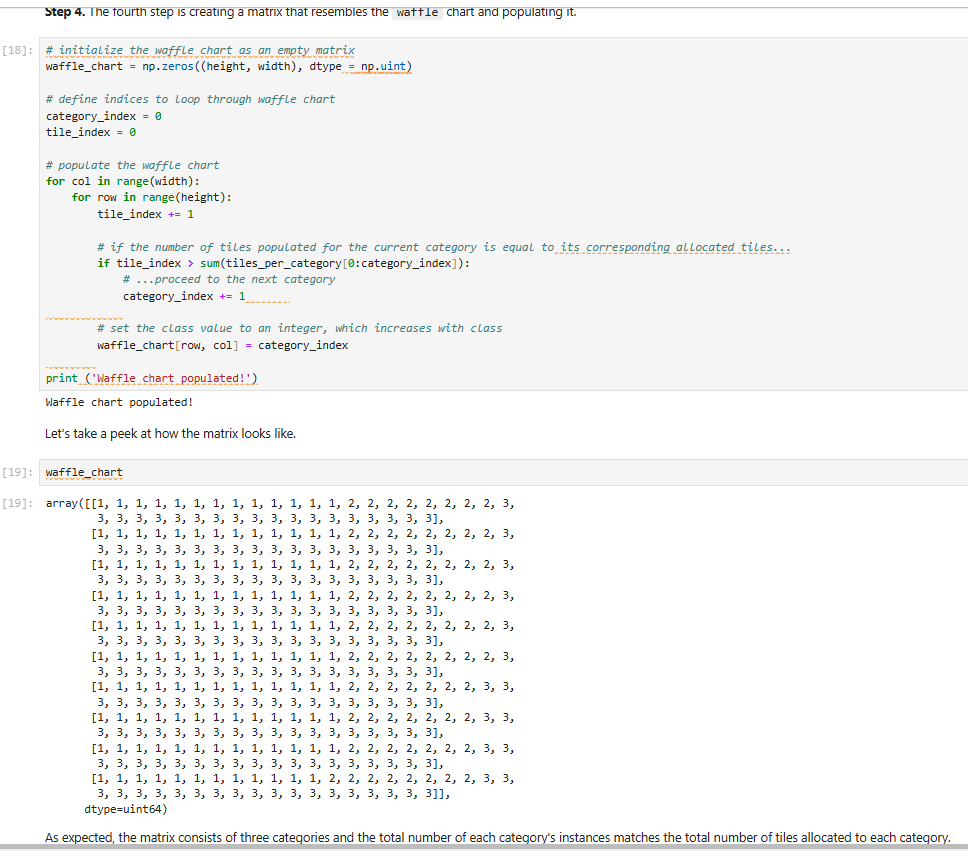 Step 4. The fourth step is creating a matrix that resembles the waffle chart and populating it.
[18]: # initialize the waffle chart as an empty matrix
waffle_chart = np.zeros((height, width), dtype = np.uint)
# define indices to loop through waffle chart
category_index = 0
tile_index = 0
# populate the waffle chart
for col in range(width):
for row in range(height):
tile_index += 1
# if the number of tiles populated for the current category is equal to its corresponding allocated tiles...
if tile_index > sum(tiles_per_category[0:category_index]):
# ...proceed to the next category
category_index += 1
# set the class value to an integer, which increases with class
waffle_chart[row, col] = category_index
print ('Waffle chart populated!')
Waffle chart populated!
Let's take a peek at how the matrix looks like.
[19]: waffle_chart
[19]: array([[1, 1, 1, 1, 1, 1, 1, 1, 1, 1, 1, 1, 1, 2, 2, 2, 2, 2, 2, 2, 2, 3,
3, 3, 3, 3, 3, 3, 3, 3, 3, 3, 3, 3, 3, 3, 3, 3, 3, 3],
[1, 1, 1, 1, 1, 1, 1, 1, 1, 1, 1, 1, 1, 2, 2, 2, 2, 2, 2, 2, 2, 3,
3, 3, 3, 3, 3, 3, 3, 3, 3, 3, 3, 3, 3, 3, 3, 3, 3, 3],
[1, 1, 1, 1, 1, 1, 1, 1, 1, 1, 1, 1, 1, 2, 2, 2, 2, 2, 2, 2, 2, 3,
3, 3, 3, 3, 3, 3, 3, 3, 3, 3, 3, 3, 3, 3, 3, 3, 3, 3],
[1, 1, 1, 1, 1, 1, 1, 1, 1, 1, 1, 1, 1, 2, 2, 2, 2, 2, 2, 2, 2, 3,
3, 3, 3, 3, 3, 3, 3, 3, 3, 3, 3, 3, 3, 3, 3, 3, 3, 3],
[1, 1, 1, 1, 1, 1, 1, 1, 1, 1, 1, 1, 1, 2, 2, 2, 2, 2, 2, 2, 2, 3,
3, 3, 3, 3, 3, 3, 3, 3, 3, 3, 3, 3, 3, 3, 3, 3, 3, 3],
[1, 1, 1, 1, 1, 1, 1, 1, 1, 1, 1, 1, 1, 2, 2, 2, 2, 2, 2, 2, 2, 3,
3, 3, 3, 3, 3, 3, 3, 3, 3, 3, 3, 3, 3, 3, 3, 3, 3, 3],
[1, 1, 1, 1, 1, 1, 1, 1, 1, 1, 1, 1, 1, 2, 2, 2, 2, 2, 2, 2, 3, 3,
3, 3, 3, 3, 3, 3, 3, 3, 3, 3, 3, 3, 3, 3, 3, 3, 3, 3],
[1, 1, 1, 1, 1, 1, 1, 1, 1, 1, 1, 1, 1, 2, 2, 2, 2, 2, 2, 2, 3, 3,
3, 3, 3, 3, 3, 3, 3, 3, 3, 3, 3, 3, 3, 3, 3, 3, 3, 3],
[1, 1, 1, 1, 1, 1, 1, 1, 1, 1, 1, 1, 1, 2, 2, 2, 2, 2, 2, 2, 3, 3,
3, 3, 3, 3, 3, 3, 3, 3, 3, 3, 3, 3, 3, 3, 3, 3, 3, 3],
[1, 1, 1, 1, 1, 1, 1, 1, 1, 1, 1, 1, 2, 2, 2, 2, 2, 2, 2, 2, 3, 3,
3, 3, 3, 3, 3, 3, 3, 3, 3, 3, 3, 3, 3, 3, 3, 3, 3, 3]],
dtype=uint64)
As expected, the matrix consists of three categories and the total number of each category's instances matches the total number of tiles allocated to each category.